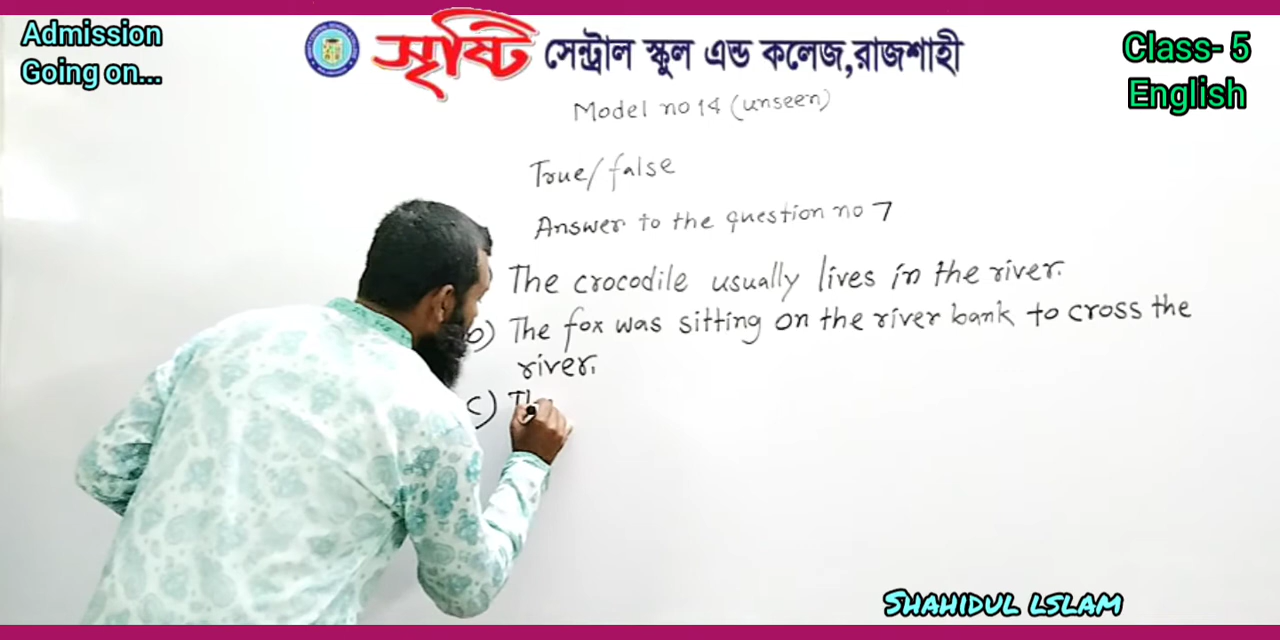 Admission
Going on...
সৃষ্টি সেন্ট্রাল স্কুল এন্ড কলেজ,রাজশাহী
Class- 5
English
Model no 14 (unseen)
True/false
Answer to the question no 7
The crocodile usually lives in the river.
b) The fox was sitting on the river bank to cross the
river.
c) Th
SHAHIDUL LSLAM